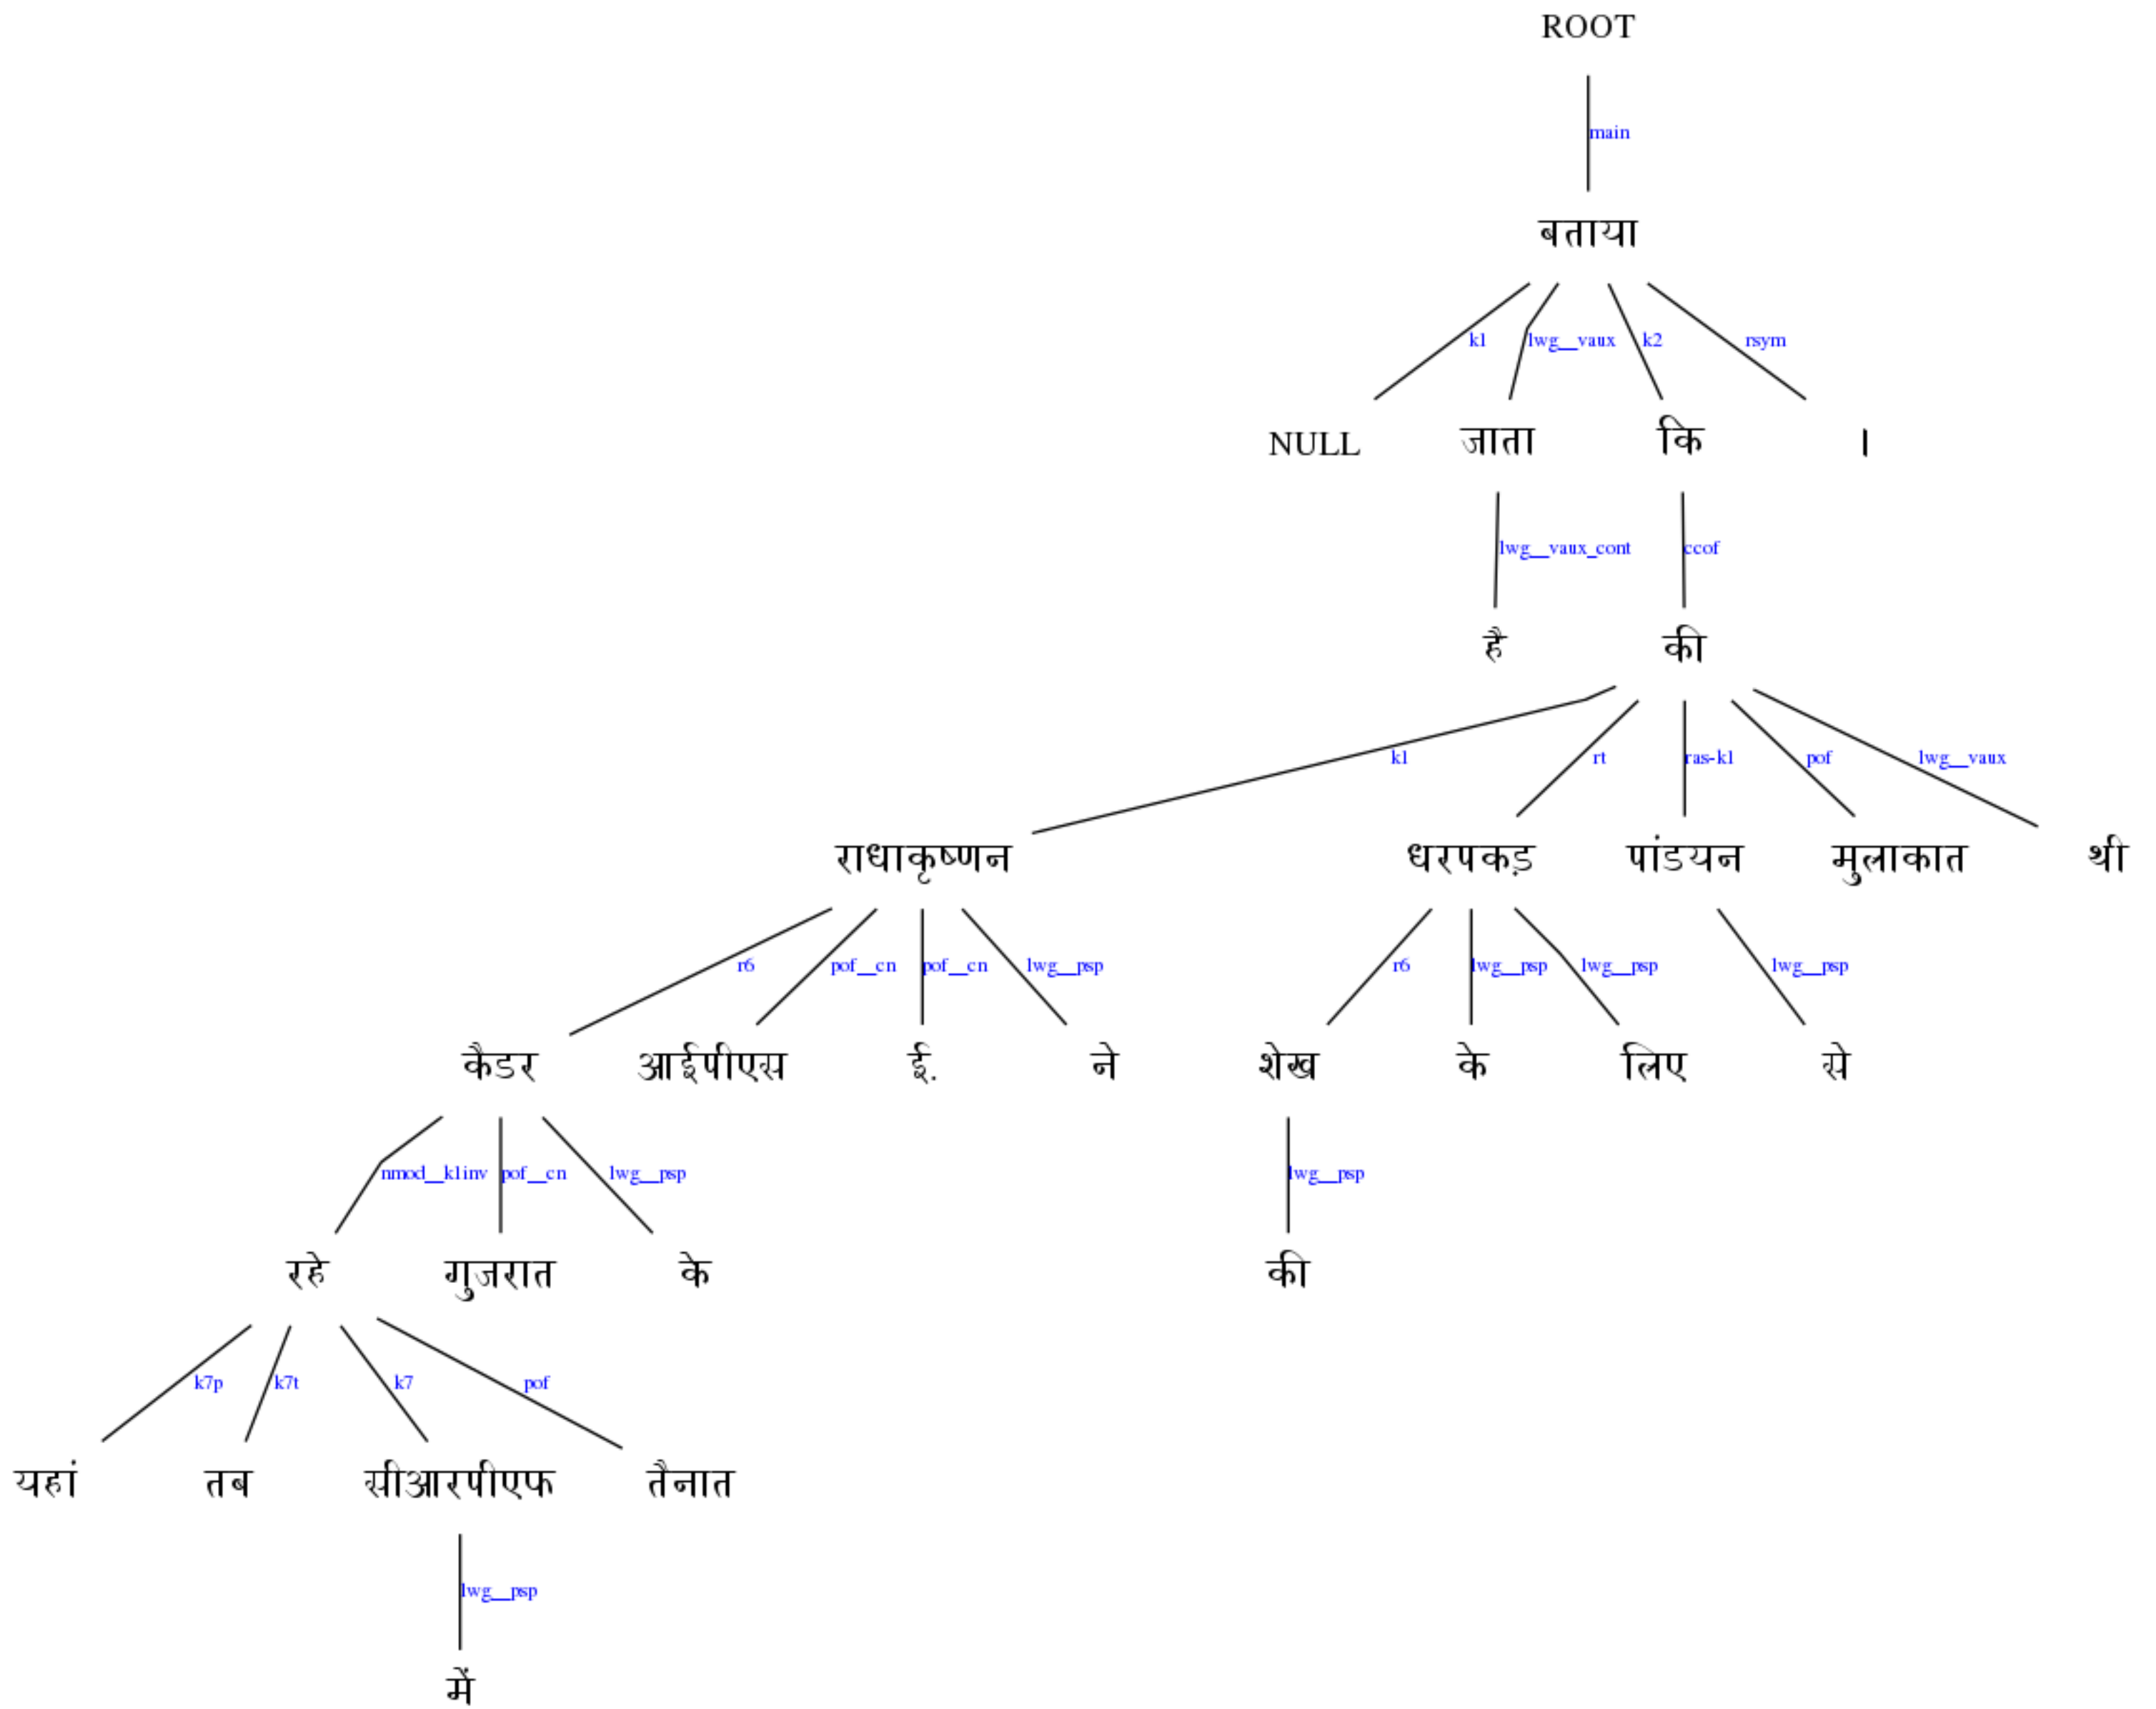 ROOT
main
बताया
k1 lwg__vaux k2 rsym
NULL जाता कि ।
lwg__vaux_cont ccof
है की
k1 rt ras-k1 pof lwg__vaux
राधाकृष्णन धरपकड़ पांडयन मुलाकात थी
r6 pof__cn pof__cn lwg__psp r6 lwg__psp lwg__psp lwg__psp
कैडर आईपीएस ई. ने शेख के लिए से
nmod__k1inv pof__cn lwg__psp lwg__psp
रहे गुजरात के की
k7p k7t k7 pof
यहां तब सीआरपीएफ तैनात
lwg__psp
में